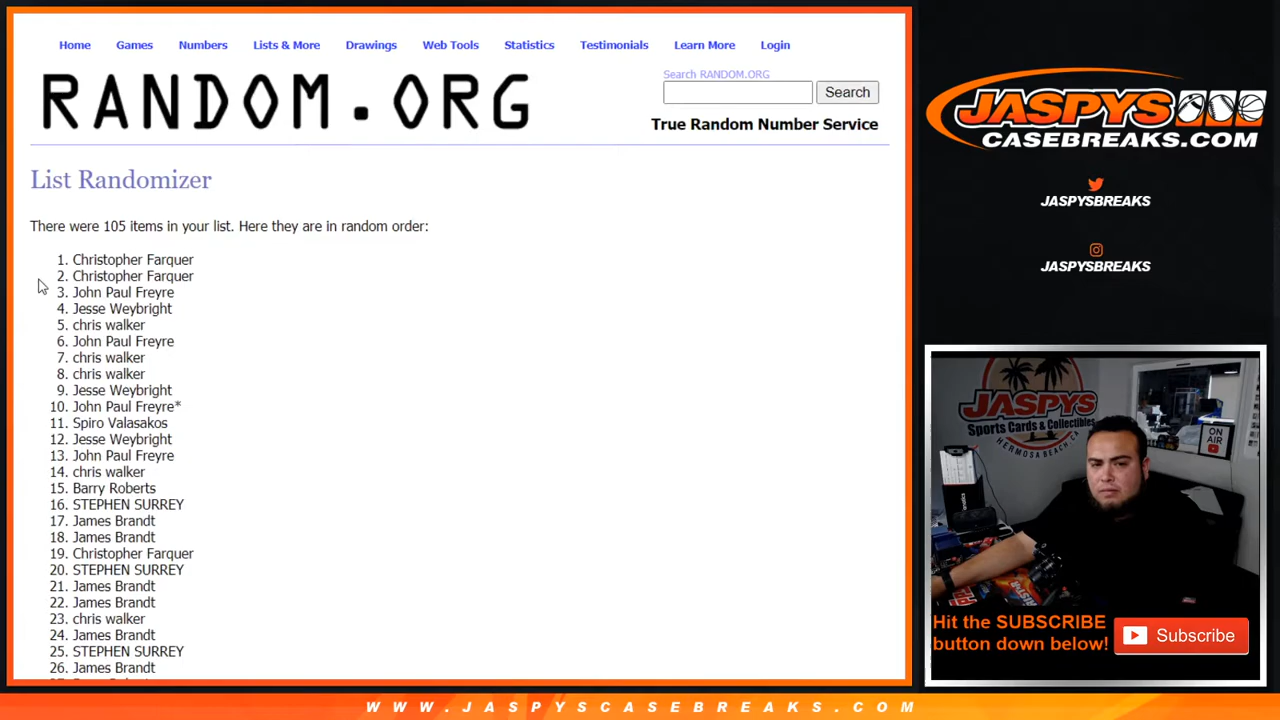 Home Games Numbers Lists & More Drawings Web Tools Statistics Testimonials Learn More Login
RANDOM.ORG
Search RANDOM.ORG
Search
True Random Number Service
List Randomizer
There were 105 items in your list. Here they are in random order:
1. Christopher Farquer
2. Christopher Farquer
3. John Paul Freyre
4. Jesse Weybright
5. chris walker
6. John Paul Freyre
7. chris walker
8. chris walker
9. Jesse Weybright
10. John Paul Freyre*
11. Spiro Valasakos
12. Jesse Weybright
13. John Paul Freyre
14. chris walker
15. Barry Roberts
16. STEPHEN SURREY
17. James Brandt
18. James Brandt
19. Christopher Farquer
20. STEPHEN SURREY
21. James Brandt
22. James Brandt
23. chris walker
24. James Brandt
25. STEPHEN SURREY
26. James Brandt
JASPYS
CASEBREAKS.COM
JASPYSBREAKS
JASPYSBREAKS
JASPYS
Sports Cards & Collectibles
HERMOSA BEACH, CA
ON
AIR
Hit the SUBSCRIBE
button down below!
Subscribe
WWW.JASPYSCASEBREAKS.COM